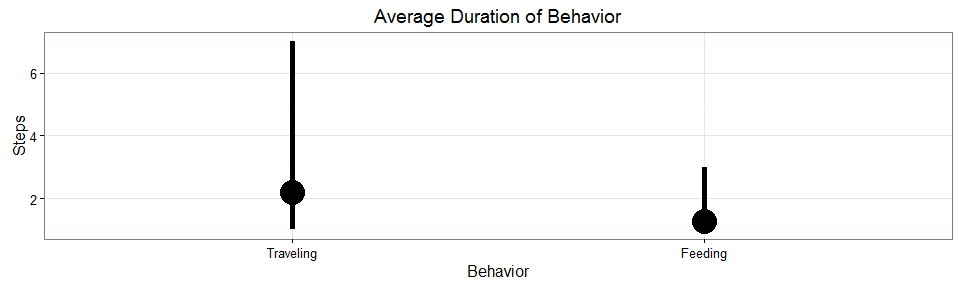 Average Duration of Behavior
Steps
6
4
2
Traveling
Feeding
Behavior